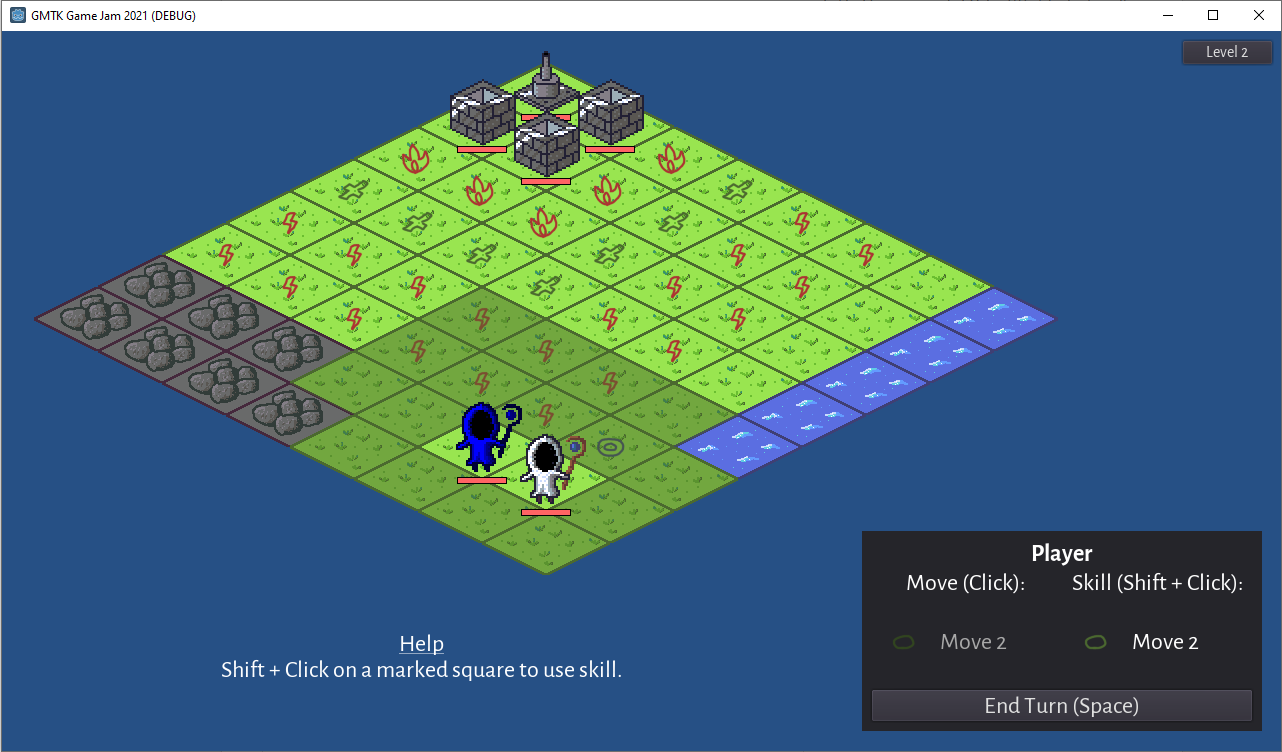 GMTK Game Jam 2021 (DEBUG)
Level 2
Player
Move (Click): Skill (Shift + Click):
Move 2 Move 2
End Turn (Space)
Help
Shift + Click on a marked square to use skill.